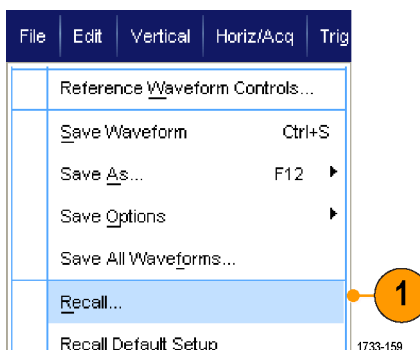 File Edit Vertical Horiz/Acq Trig
Reference Waveform Controls...
Save Waveform Ctrl+S
Save As... F12
Save Options
Save All Waveforms...
Recall...
1
Recall Default Setup
1733-159